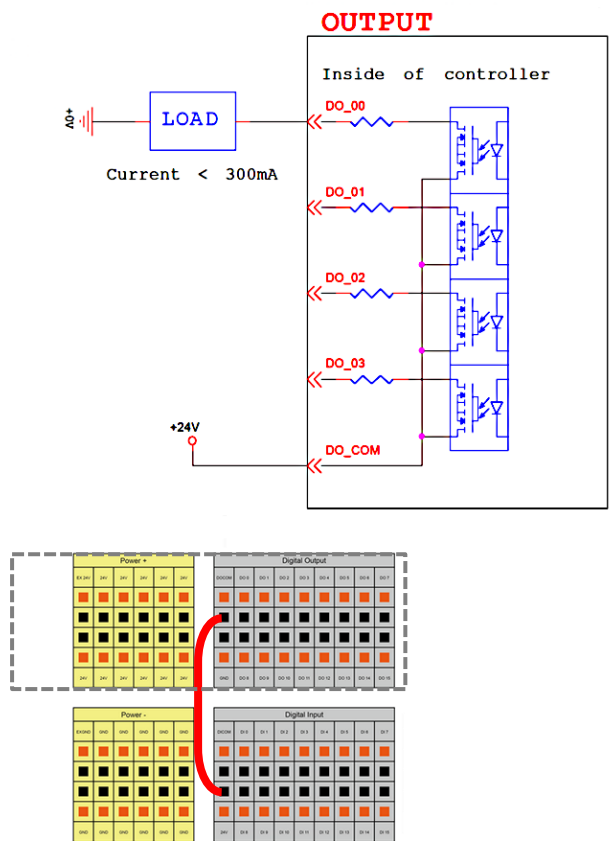 OUTPUT
Inside of controller
DO_00
+0V
LOAD
Current < 300mA
DO_01
DO_02
DO_03
+24V
DO_COM
Power +
Digital Output
EX 24V 24V 24V 24V 24V 24V
DOCOM DO 0 DO 1 DO 2 DO 3 DO 4 DO 5 DO 6 DO 7
24V 24V 24V 24V 24V 24V
GND DO 8 DO 9 DO 10 DO 11 DO 12 DO 13 DO 14 DO 15
Power -
Digital Input
EXGND GND GND GND GND GND
DICOM DI 0 DI 1 DI 2 DI 3 DI 4 DI 5 DI 6 DI 7
GND GND GND GND GND GND
24V DI 8 DI 9 DI 10 DI 11 DI 12 DI 13 DI 14 DI 15